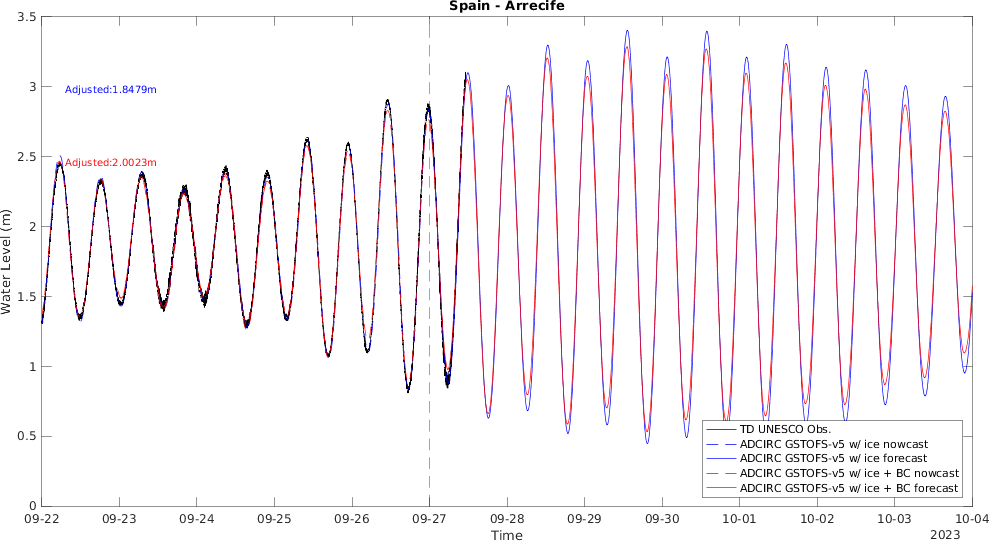 Spain - Arrecife
3.5
3
2.5
2
1.5
1
0.5
0
Water Level (m)
Adjusted:1.8479m
Adjusted:2.0023m
TD UNESCO Obs.
ADCIRC GSTOFS-v5 w/ ice nowcast
ADCIRC GSTOFS-v5 w/ ice forecast
ADCIRC GSTOFS-v5 w/ ice + BC nowcast
ADCIRC GSTOFS-v5 w/ ice + BC forecast
09-22 09-23 09-24 09-25 09-26 09-27 09-28 09-29 09-30 10-01 10-02 10-03 10-04
Time
2023